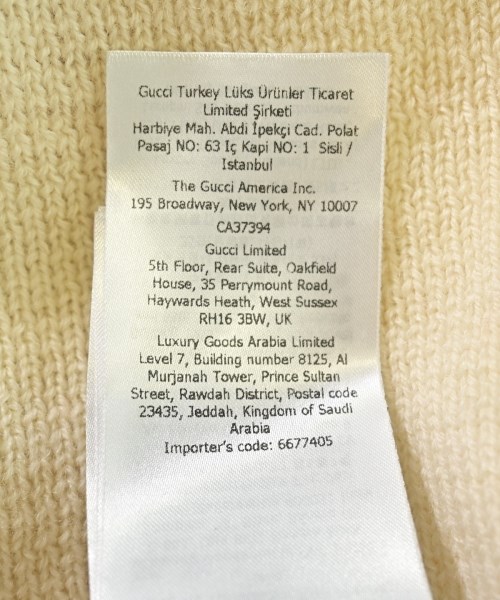 Gucci Turkey Lüks Ürünler Ticaret
Limited Şirketi
Harbiye Mah. Abdi İpekçi Cad. Polat
Pasaj NO: 63 İç Kapi NO: 1 Sisli /
Istanbul
The Gucci America Inc.
195 Broadway, New York, NY 10007
CA37394
Gucci Limited
5th Floor, Rear Suite, Oakfield
House, 35 Perrymount Road,
Haywards Heath, West Sussex
RH16 3BW, UK
Luxury Goods Arabia Limited
Level 7, Building number 8125, Al
Murjanah Tower, Prince Sultan
Street, Rawdah District, Postal code
23435, Jeddah, Kingdom of Saudi
Arabia
Importer's code: 6677405